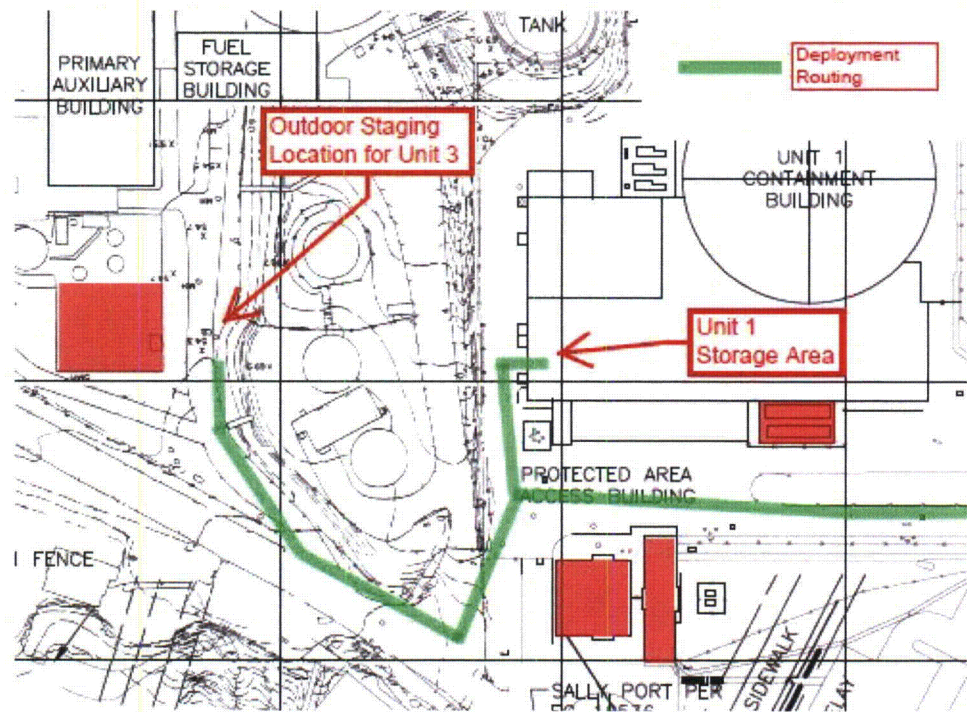 TANK
Deployment
Routing
PRIMARY
AUXILIARY
BUILDING
FUEL
STORAGE
BUILDING
Outdoor Staging
Location for Unit 3
UNIT 1
CONTAINMENT
BUILDING
Unit 1
Storage Area
PROTECTED AREA
ACCESS BUILDING
FENCE
SIDEWALK
SALLY PORT PER